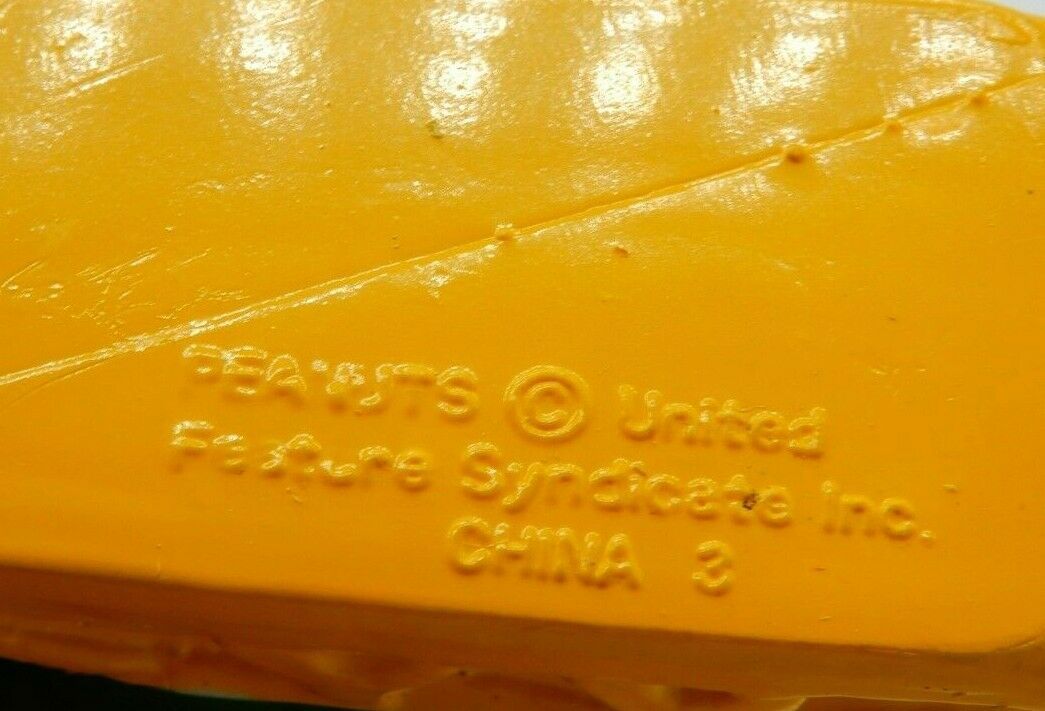 PEANUTS © United
Feature Syndicate Inc.
CHINA 3